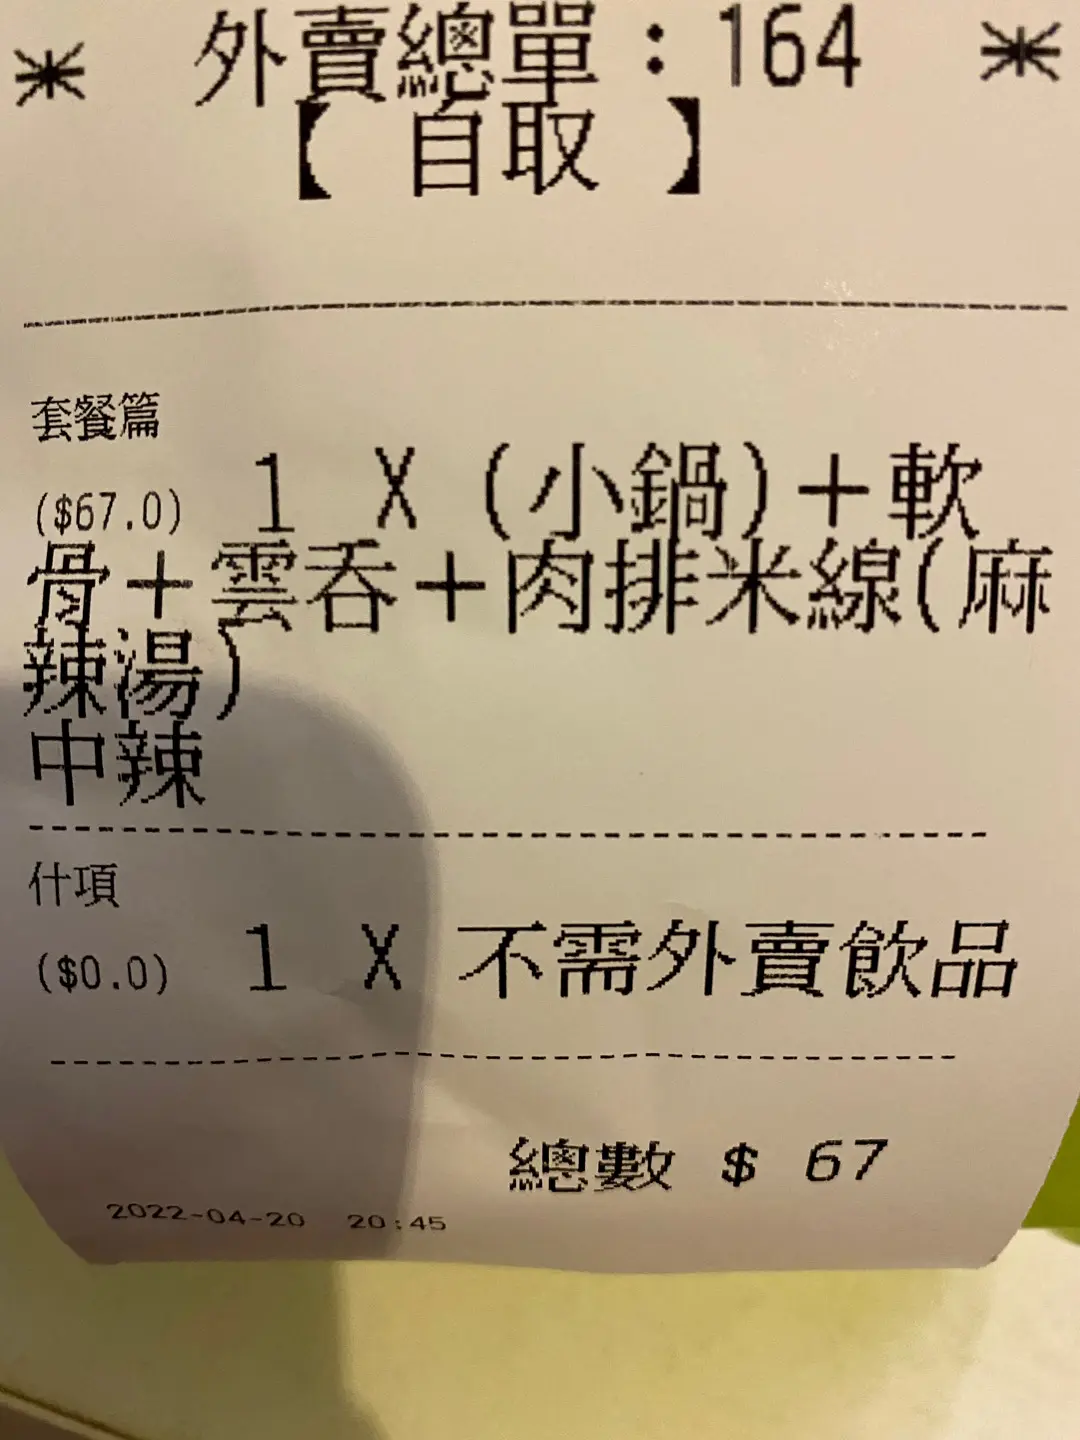 * 外賣總單：164 *
【 自取 】
套餐篇
($67.0) 1 X (小鍋)+軟
骨+雲呑+肉排米線(麻
辣湯)
中辣
什項
($0.0) 1 X 不需外賣飲品
總數 $ 67
2022-04-20 20:45